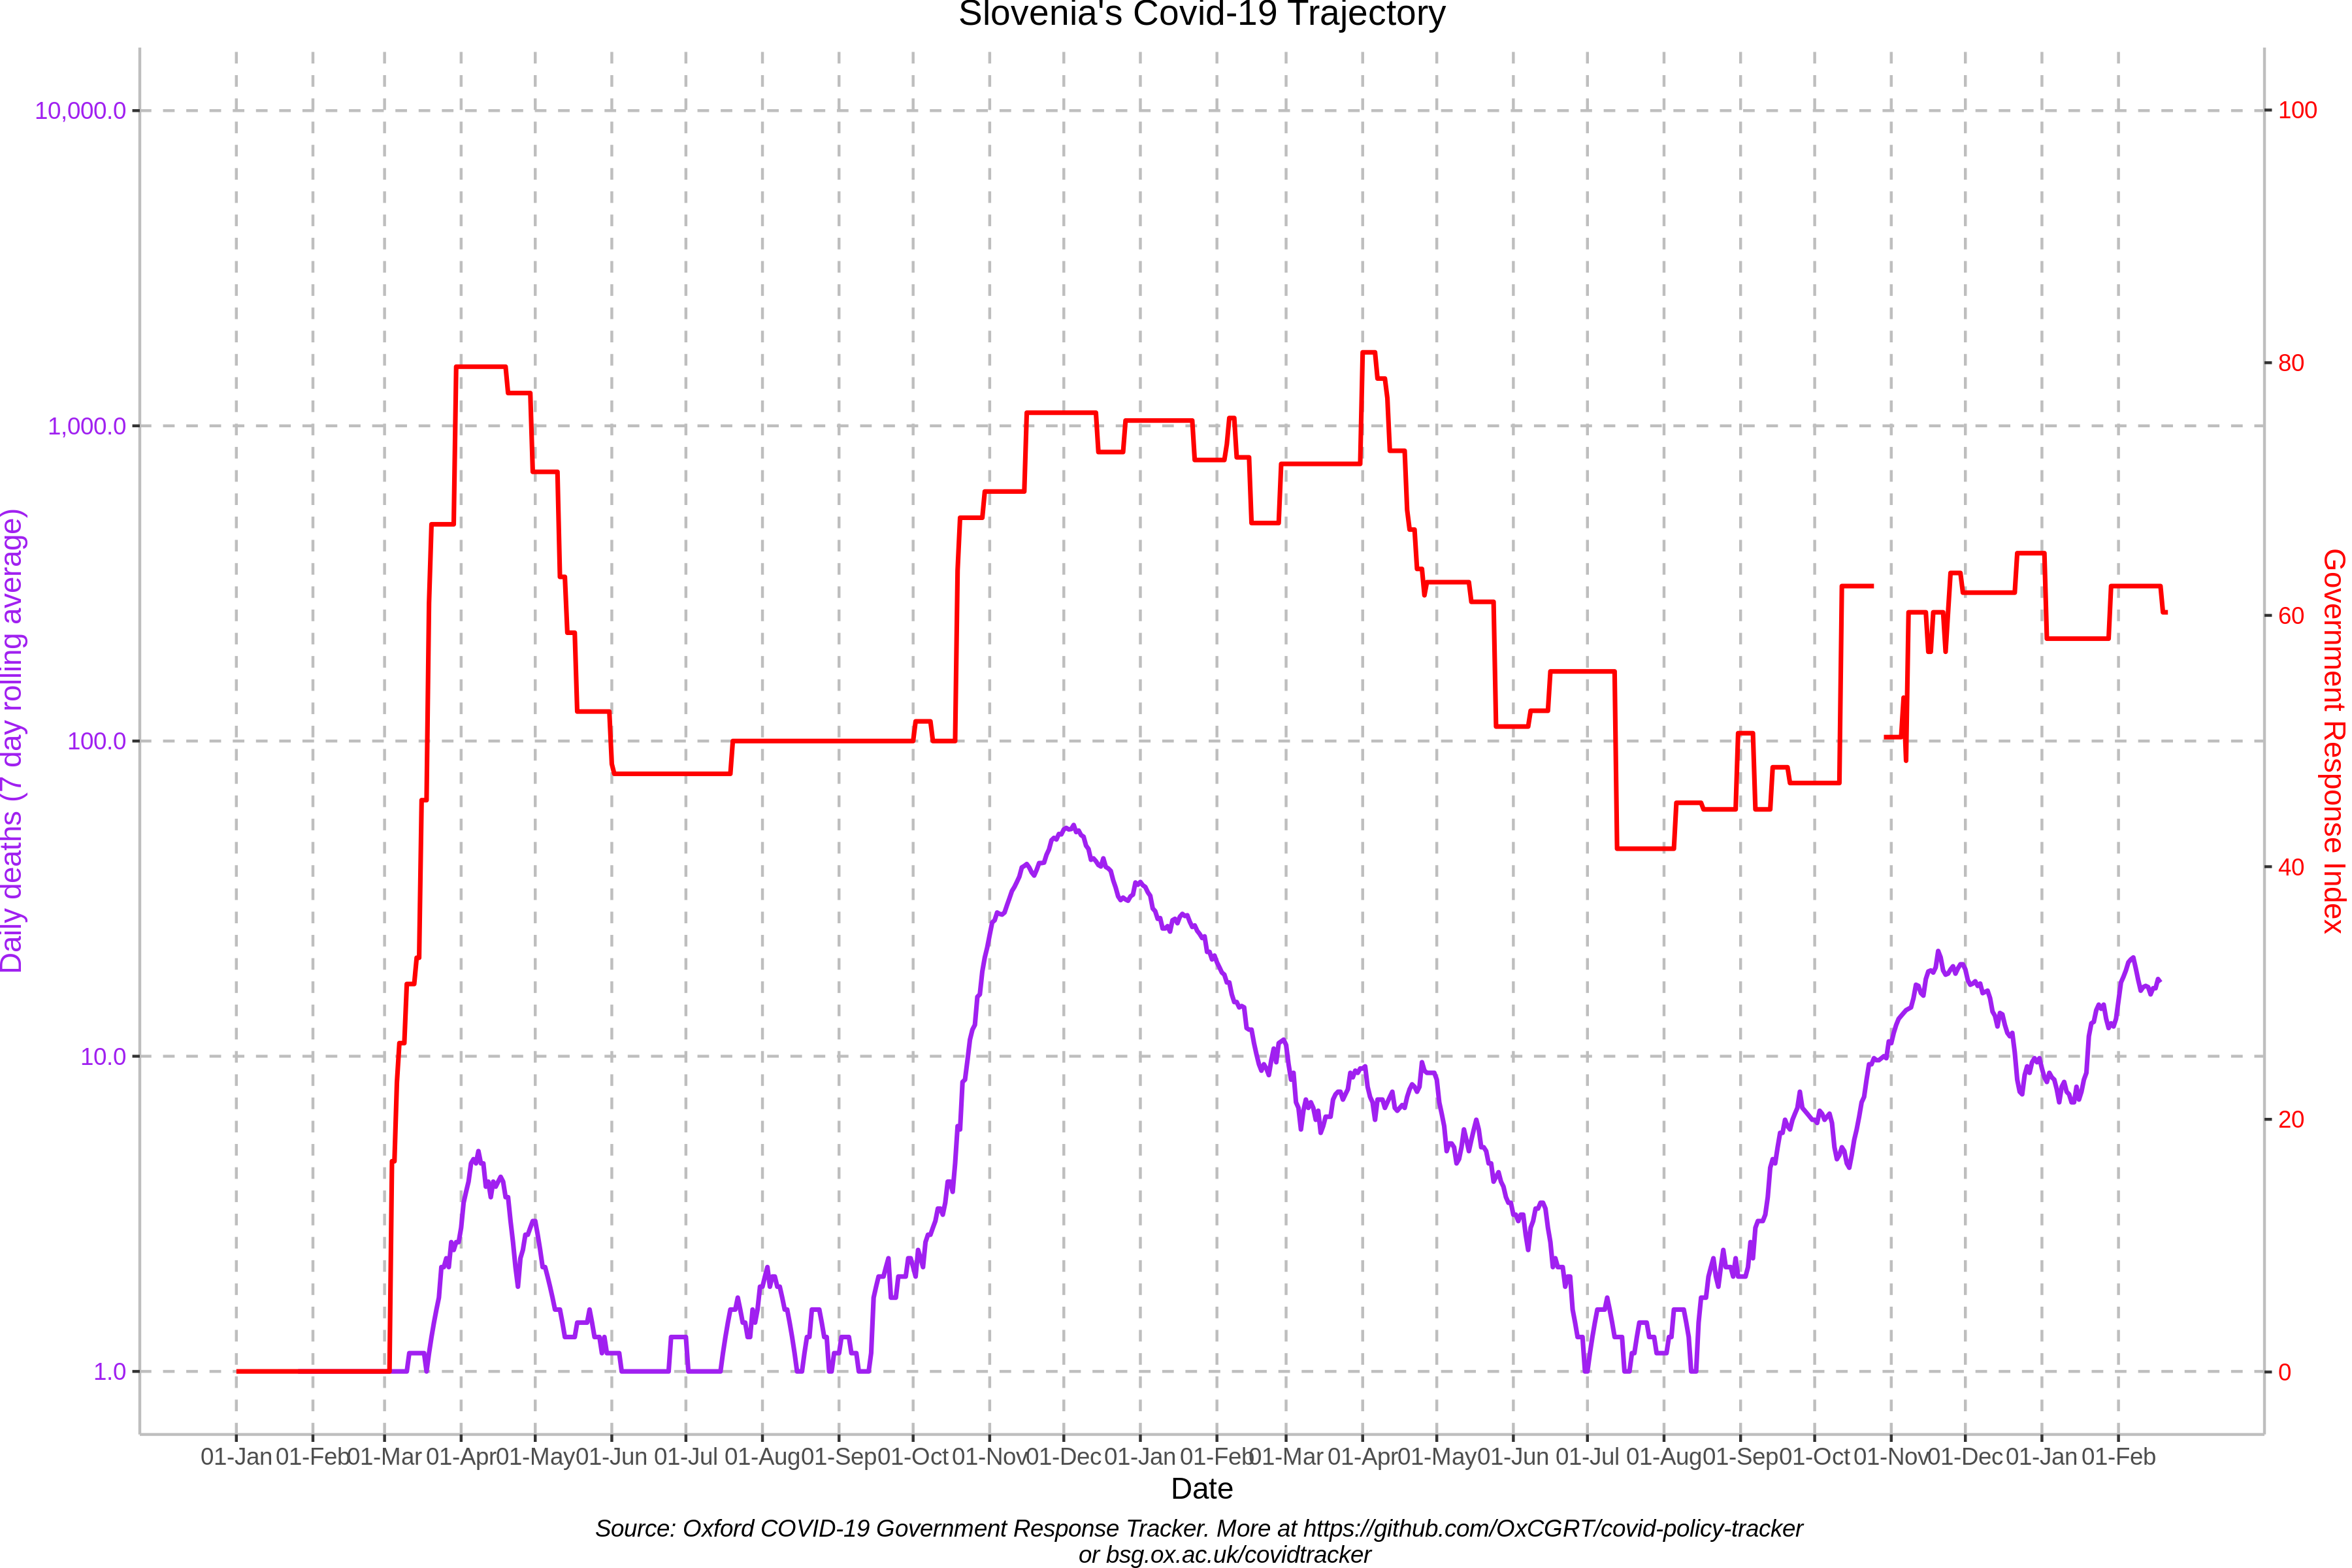 Slovenia's Covid-19 Trajectory
10,000.0
1,000.0
100.0
10.0
1.0
Daily deaths (7 day rolling average)
100
80
60
40
20
0
Government Response Index
01-Jan 01-Feb 01-Mar 01-Apr 01-May 01-Jun 01-Jul 01-Aug 01-Sep 01-Oct 01-Nov 01-Dec 01-Jan 01-Feb 01-Mar 01-Apr 01-May 01-Jun 01-Jul 01-Aug 01-Sep 01-Oct 01-Nov 01-Dec 01-Jan 01-Feb
Date
Source: Oxford COVID-19 Government Response Tracker. More at https://github.com/OxCGRT/covid-policy-tracker
or bsg.ox.ac.uk/covidtracker